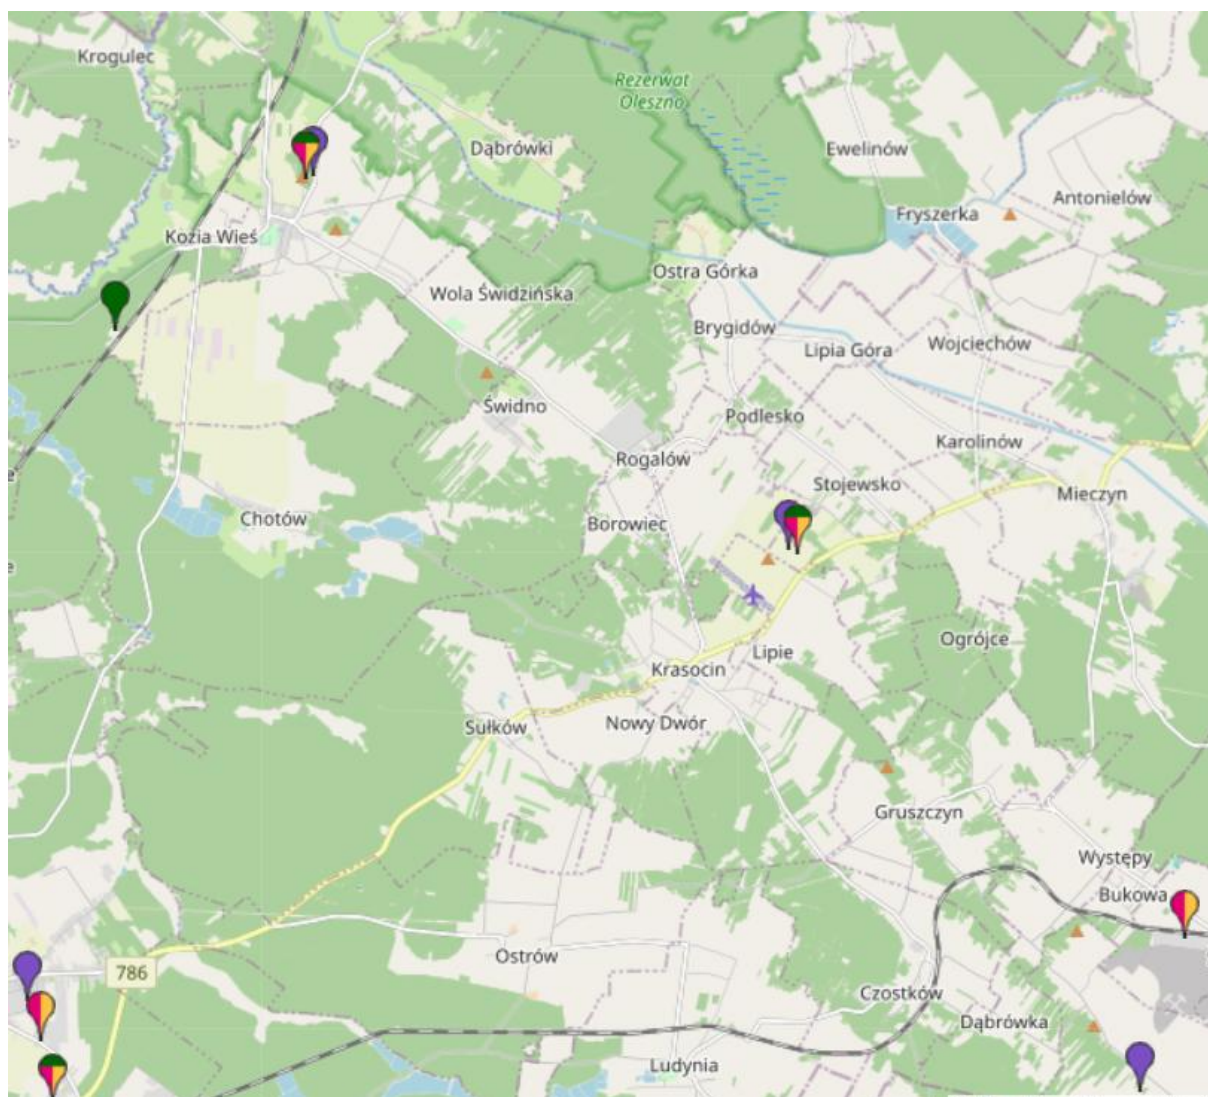 Krogulec
Rezerwat
Oleszno
Dąbrówki
Ewelinów
Antonielów
Fryszerka
Kozia Wieś
Ostra Górka
Wola Świdzińska
Brygidów
Lipia Góra
Wojciechów
Świdno
Podlesko
Karolinów
Rogalów
Stojewsko
Mieczyn
Chotów
Borowiec
Ogrójce
Lipie
Krasocin
Sułków
Nowy Dwór
Gruszczyn
Występy
Bukowa
Ostrów
786
Czostków
Dąbrówka
Ludynia